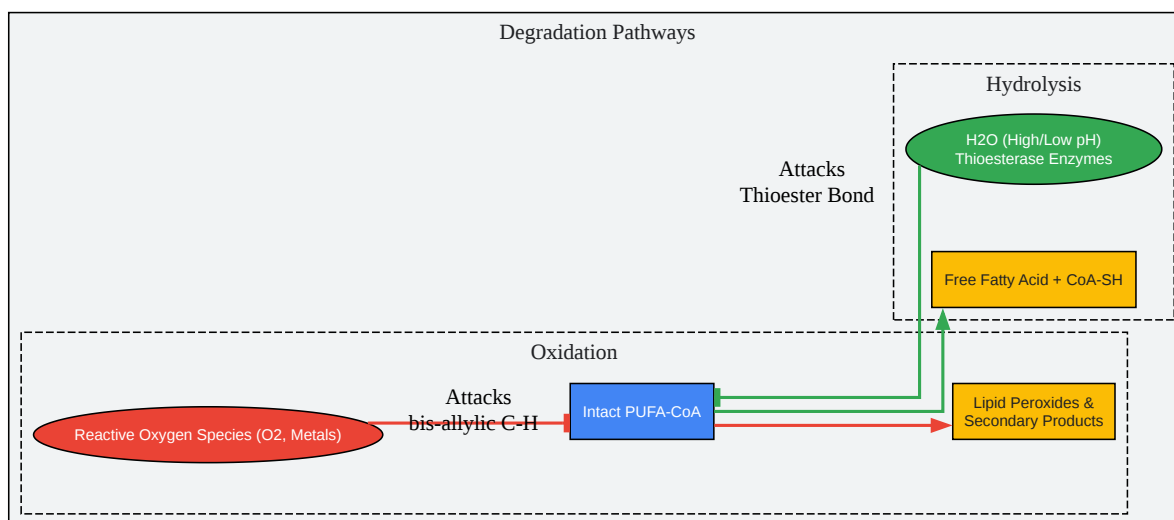 Degradation Pathways
Hydrolysis
H2O (High/Low pH)
Thioesterase Enzymes
Attacks
Thioester Bond
Free Fatty Acid + CoA-SH
Oxidation
Attacks
bis-allylic C-H
Reactive Oxygen Species (O2, Metals)
Intact PUFA-CoA
Lipid Peroxides &
Secondary Products